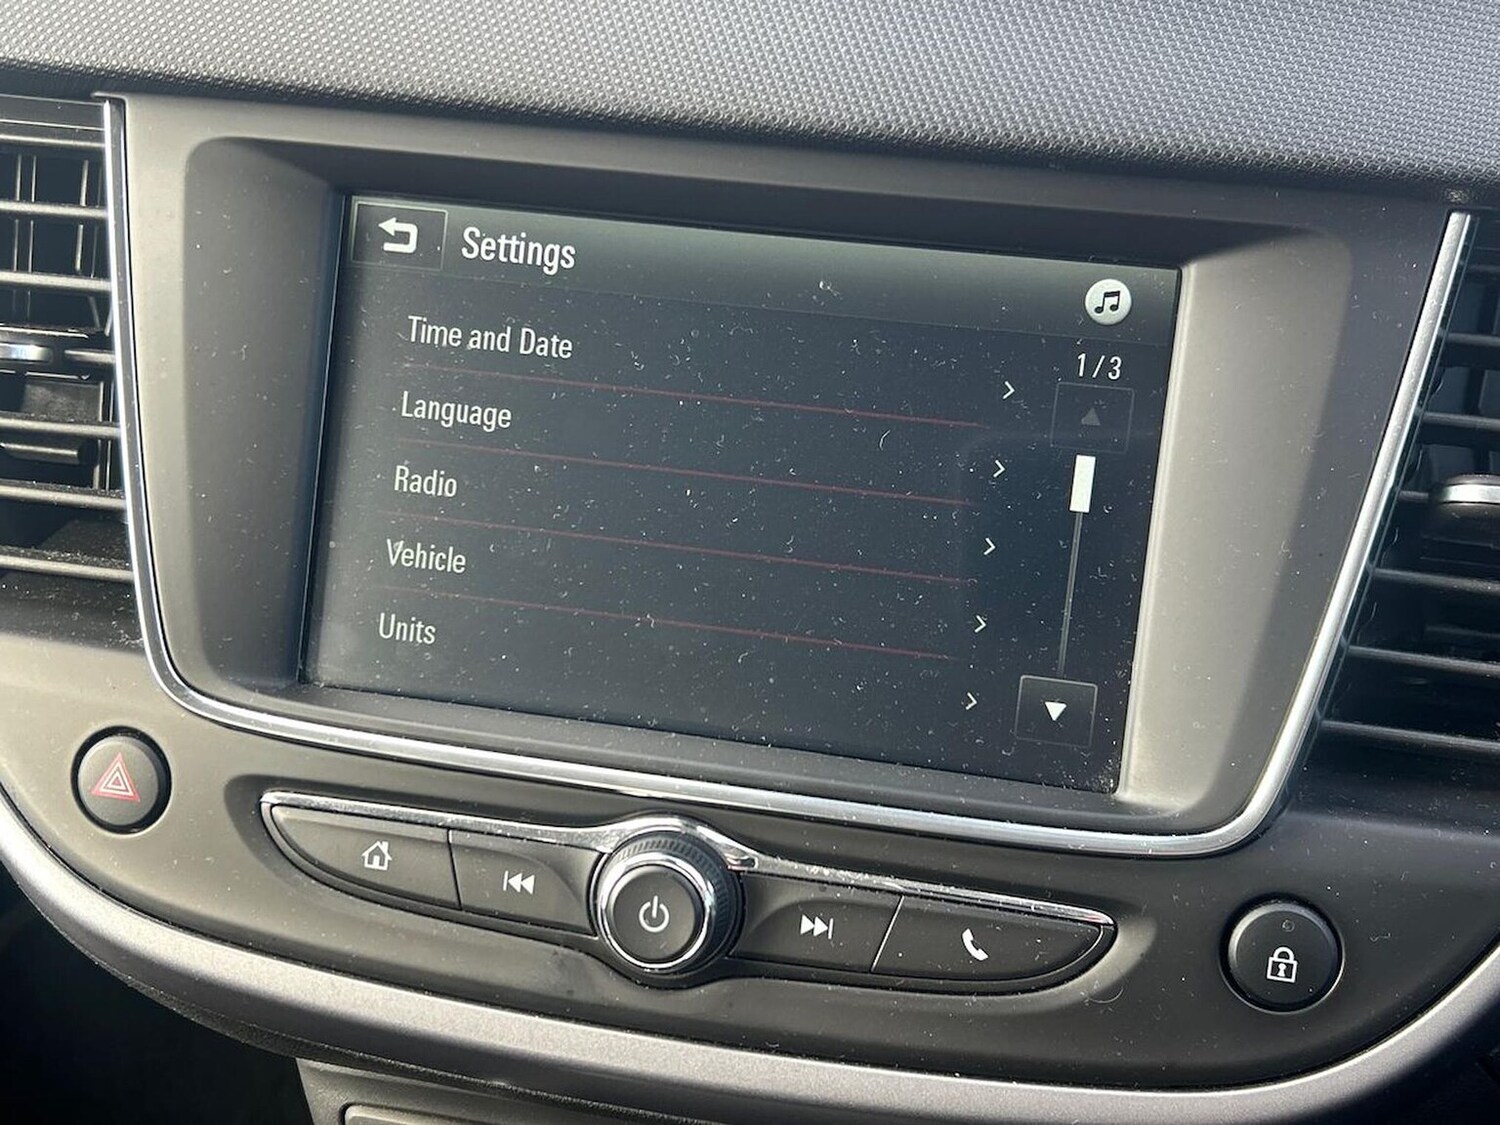 Settings
1/3
Time and Date
Language
Radio
Vehicle
Units